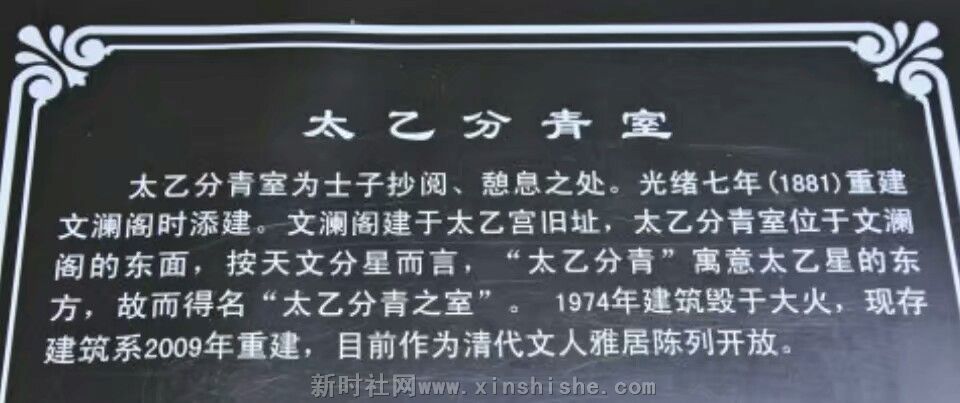 太乙分青室
太乙分青室为士子抄阅、憩息之处。光绪七年(1881)重建
文澜阁时添建。文澜阁建于太乙宫旧址，太乙分青室位于文澜
阁的东面，按天文分星而言，“太乙分青”寓意太乙星的东
方，故而得名“太乙分青之室”。 1974年建筑毁于大火，现存
建筑系2009年重建，目前作为清代文人雅居陈列开放。
新时社网www.xinshishe.com